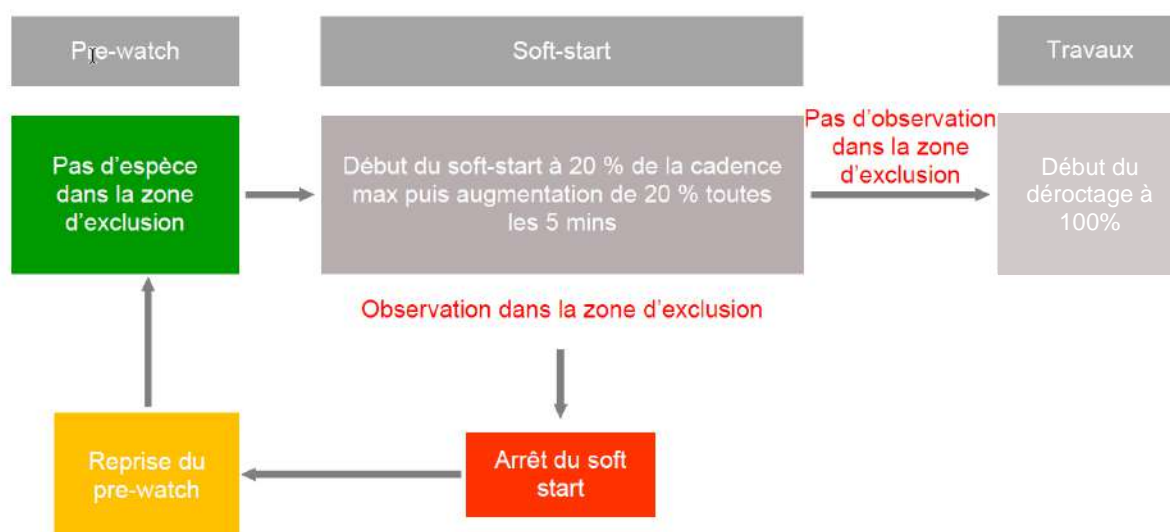 Pre-watch
Soft-start
Travaux
Pas d'espèce
dans la zone
d'exclusion
Début du soft-start à 20 % de la cadence
max puis augmentation de 20 % toutes
les 5 mins
Pas d'observation
dans la zone
d'exclusion
Début du
déroctage à
100%
Observation dans la zone d'exclusion
Reprise du
pre-watch
Arrêt du soft
start